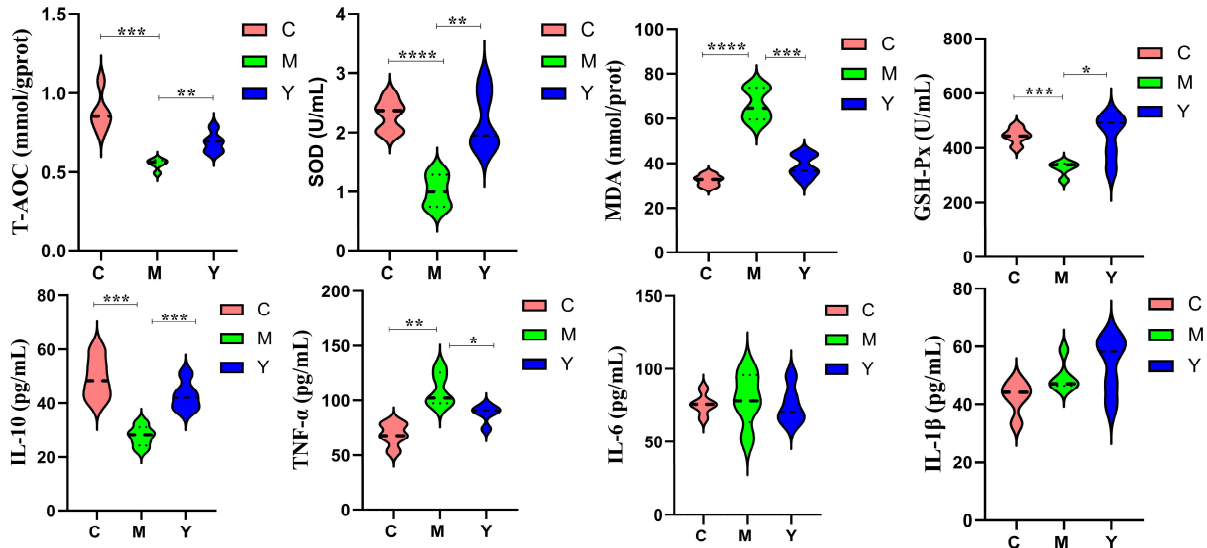 T-AOC (mmol/gprot)
1.5
1.0
0.5
0.0
***
**
C
M
Y
C
M
Y
SOD (U/mL)
4
3
2
1
0
****
**
C
M
Y
C
M
Y
MDA (nmol/prot)
100
80
60
40
20
0
****
***
C
M
Y
C
M
Y
GSH-Px (U/mL)
800
600
400
200
0
***
*
C
M
Y
C
M
Y
IL-10 (pg/mL)
80
60
40
20
0
***
***
C
M
Y
C
M
Y
TNF-α (pg/mL)
200
150
100
50
0
**
*
C
M
Y
C
M
Y
IL-6 (pg/mL)
150
100
50
0
C
M
Y
C
M
Y
IL-1β (pg/mL)
80
60
40
20
0
C
M
Y
C
M
Y